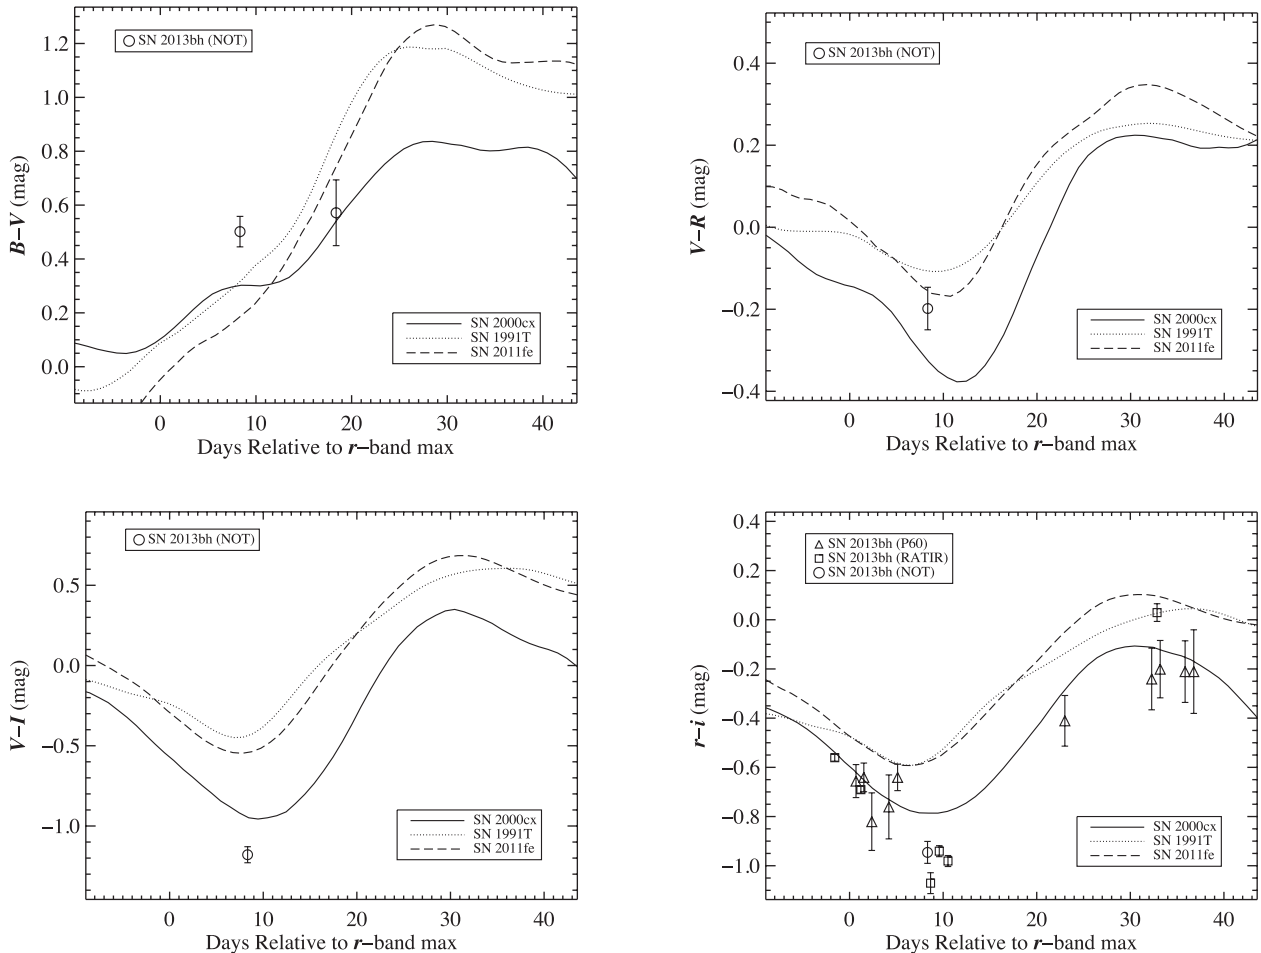 SN 2013bh (NOT)
1.2
1.0
0.8
0.6
0.4
0.2
0.0
B−V (mag)
SN 2000cx
SN 1991T
SN 2011fe
0 10 20 30 40
Days Relative to r−band max
SN 2013bh (NOT)
0.4
0.2
0.0
−0.2
−0.4
V−R (mag)
SN 2000cx
SN 1991T
SN 2011fe
0 10 20 30 40
Days Relative to r−band max
SN 2013bh (NOT)
0.5
0.0
−0.5
−1.0
V−I (mag)
SN 2000cx
SN 1991T
SN 2011fe
0 10 20 30 40
Days Relative to r−band max
SN 2013bh (P60)
SN 2013bh (RATIR)
SN 2013bh (NOT)
0.4
0.2
0.0
−0.2
−0.4
−0.6
−0.8
−1.0
r−i (mag)
SN 2000cx
SN 1991T
SN 2011fe
0 10 20 30 40
Days Relative to r−band max